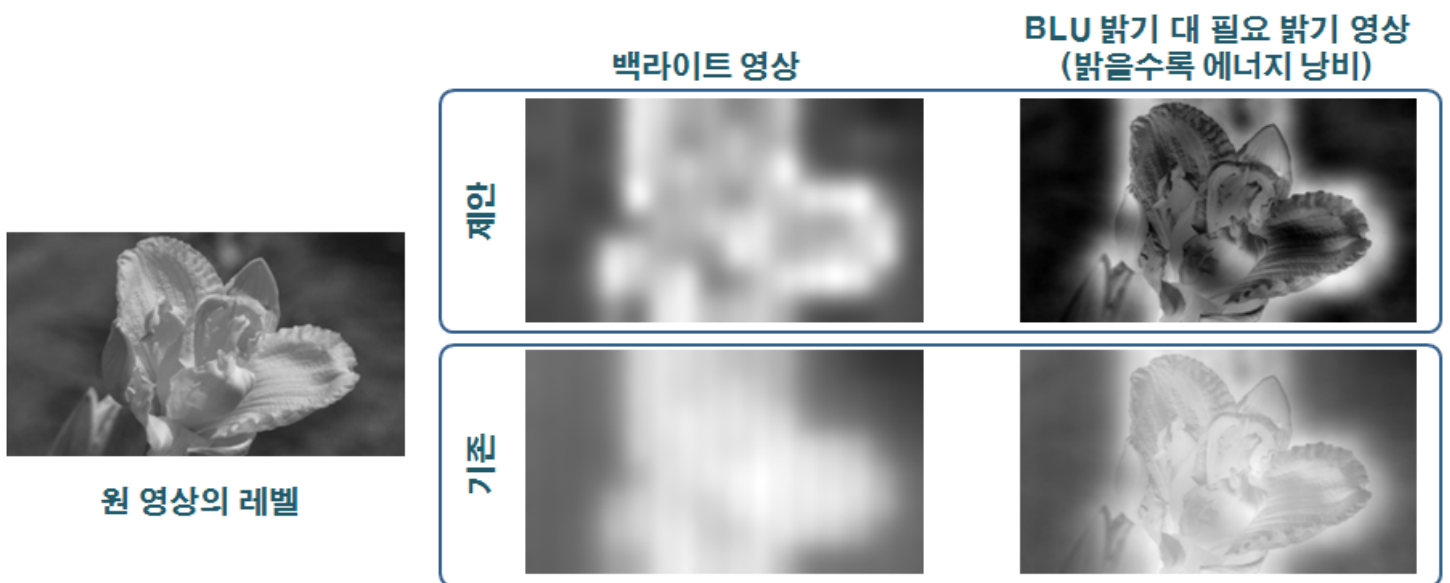 백라이트 영상
BLU 밝기 대 필요 밝기 영상
(밝을수록 에너지 낭비)
제안
기존
원 영상의 레벨